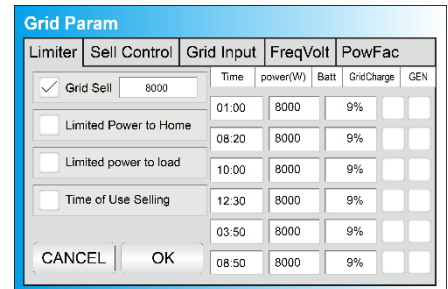 Grid Param
Limiter Sell Control Grid Input FreqVolt PowFac
Grid Sell 8000
Limited Power to Home
Limited power to load
Time of Use Selling
CANCEL OK
Time power(W) Batt GridCharge GEN
01:00 8000 9%
08:20 8000 9%
10:00 8000 9%
12:30 8000 9%
03:50 8000 9%
08:50 8000 9%